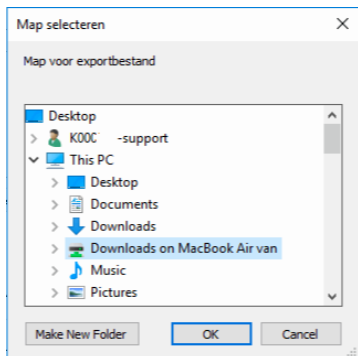 Map selecteren
Map voor exportbestand
Desktop
K00C -support
This PC
Desktop
Documents
Downloads
Downloads on MacBook Air van
Music
Pictures
Make New Folder
OK
Cancel